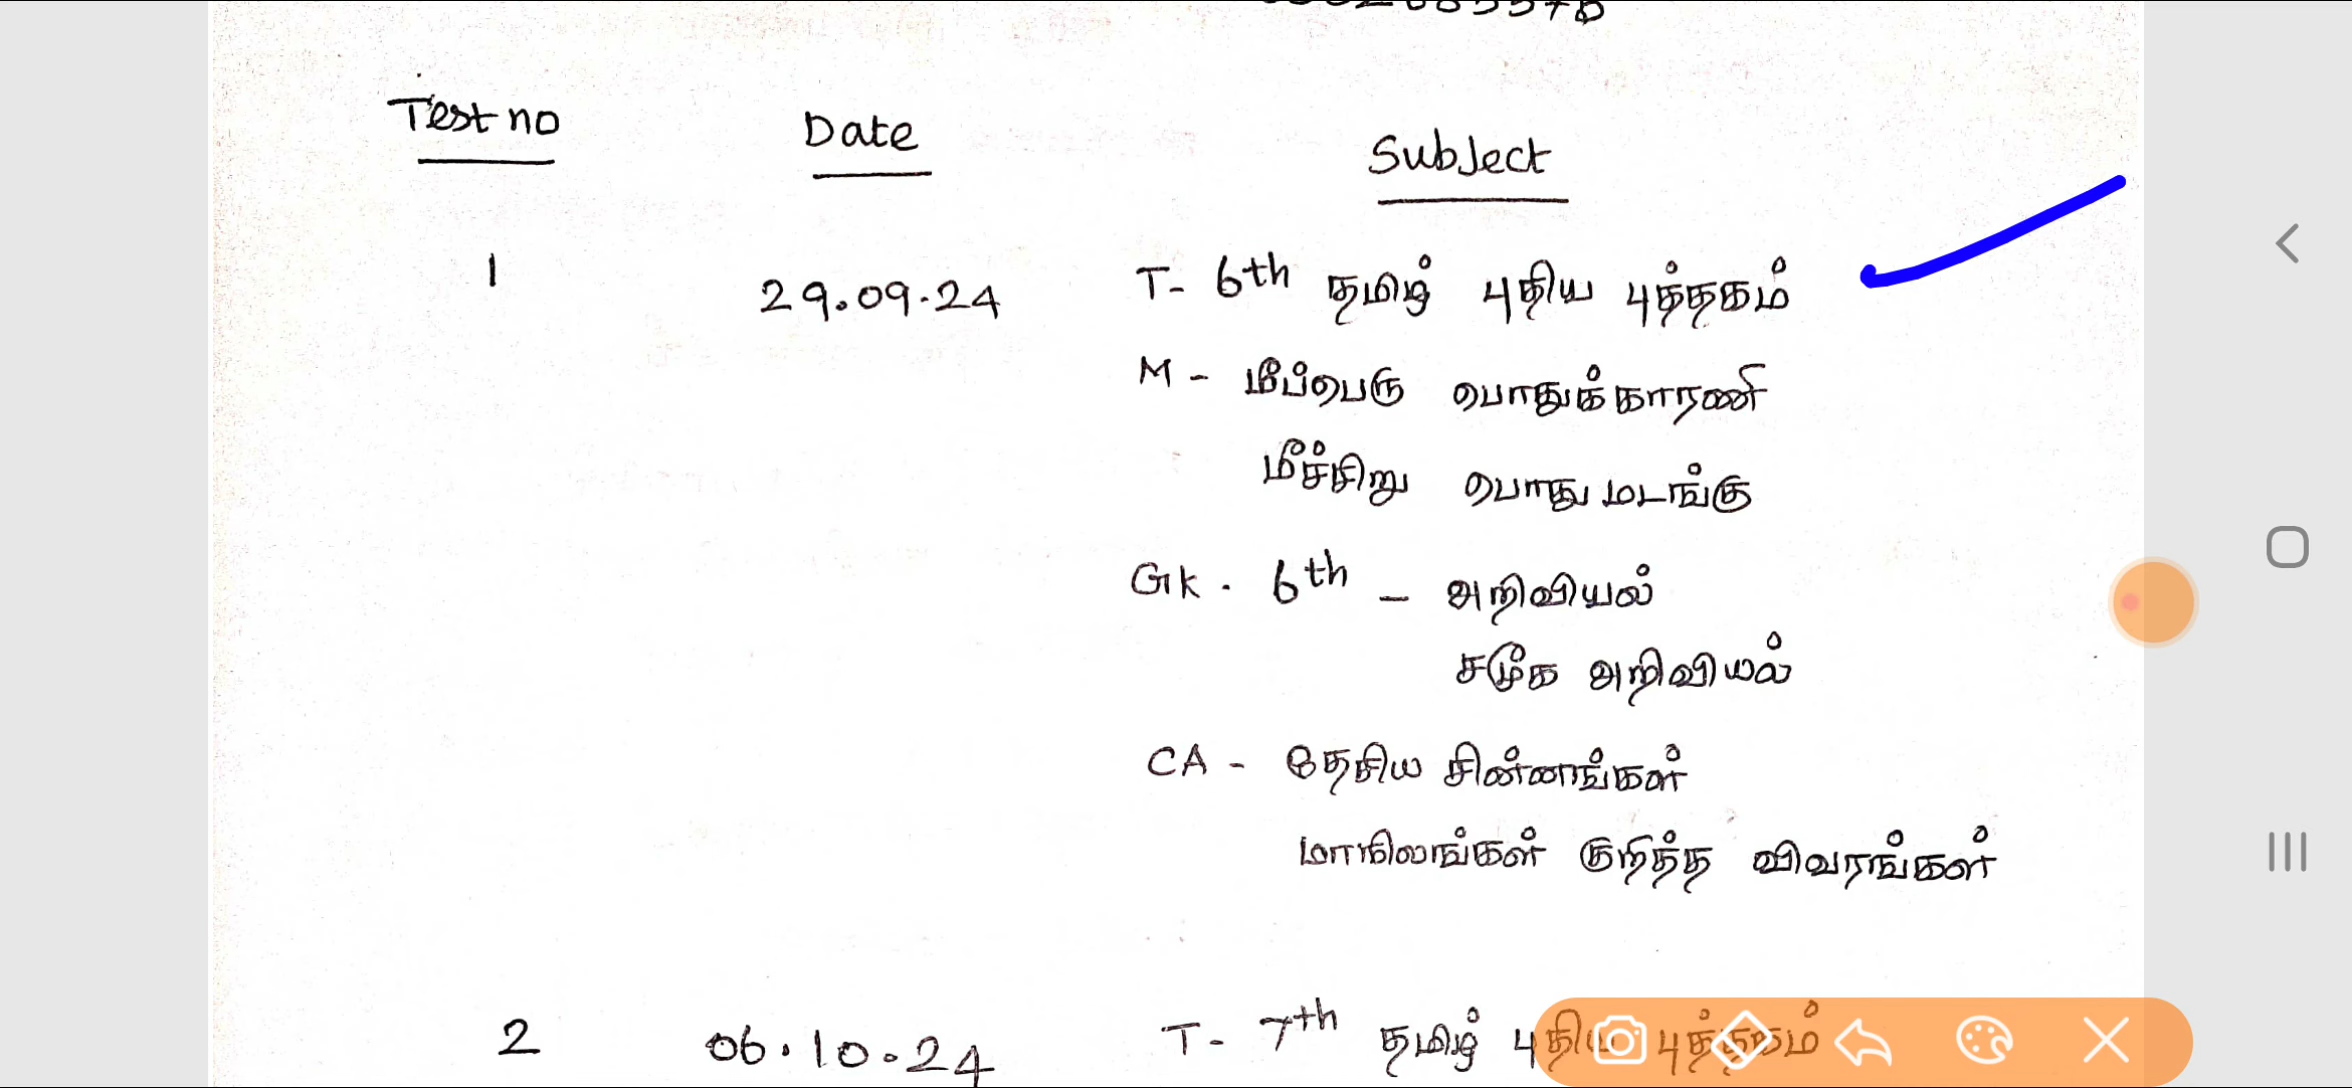 Test no Date Subject
1 29.09.24 T- 6th தமிழ் புதிய புத்தகம்
M - மீப்பெரு பொதுக்காரணி
மீச்சிறு பொது மடங்கு
GK . 6th - அறிவியல்
சமூக அறிவியல்
CA - தேசிய சின்னங்கள்
மாநிலங்கள் குறித்த விவரங்கள்
2 06.10.24 T- 7th தமிழ் புதிய புத்தகம்